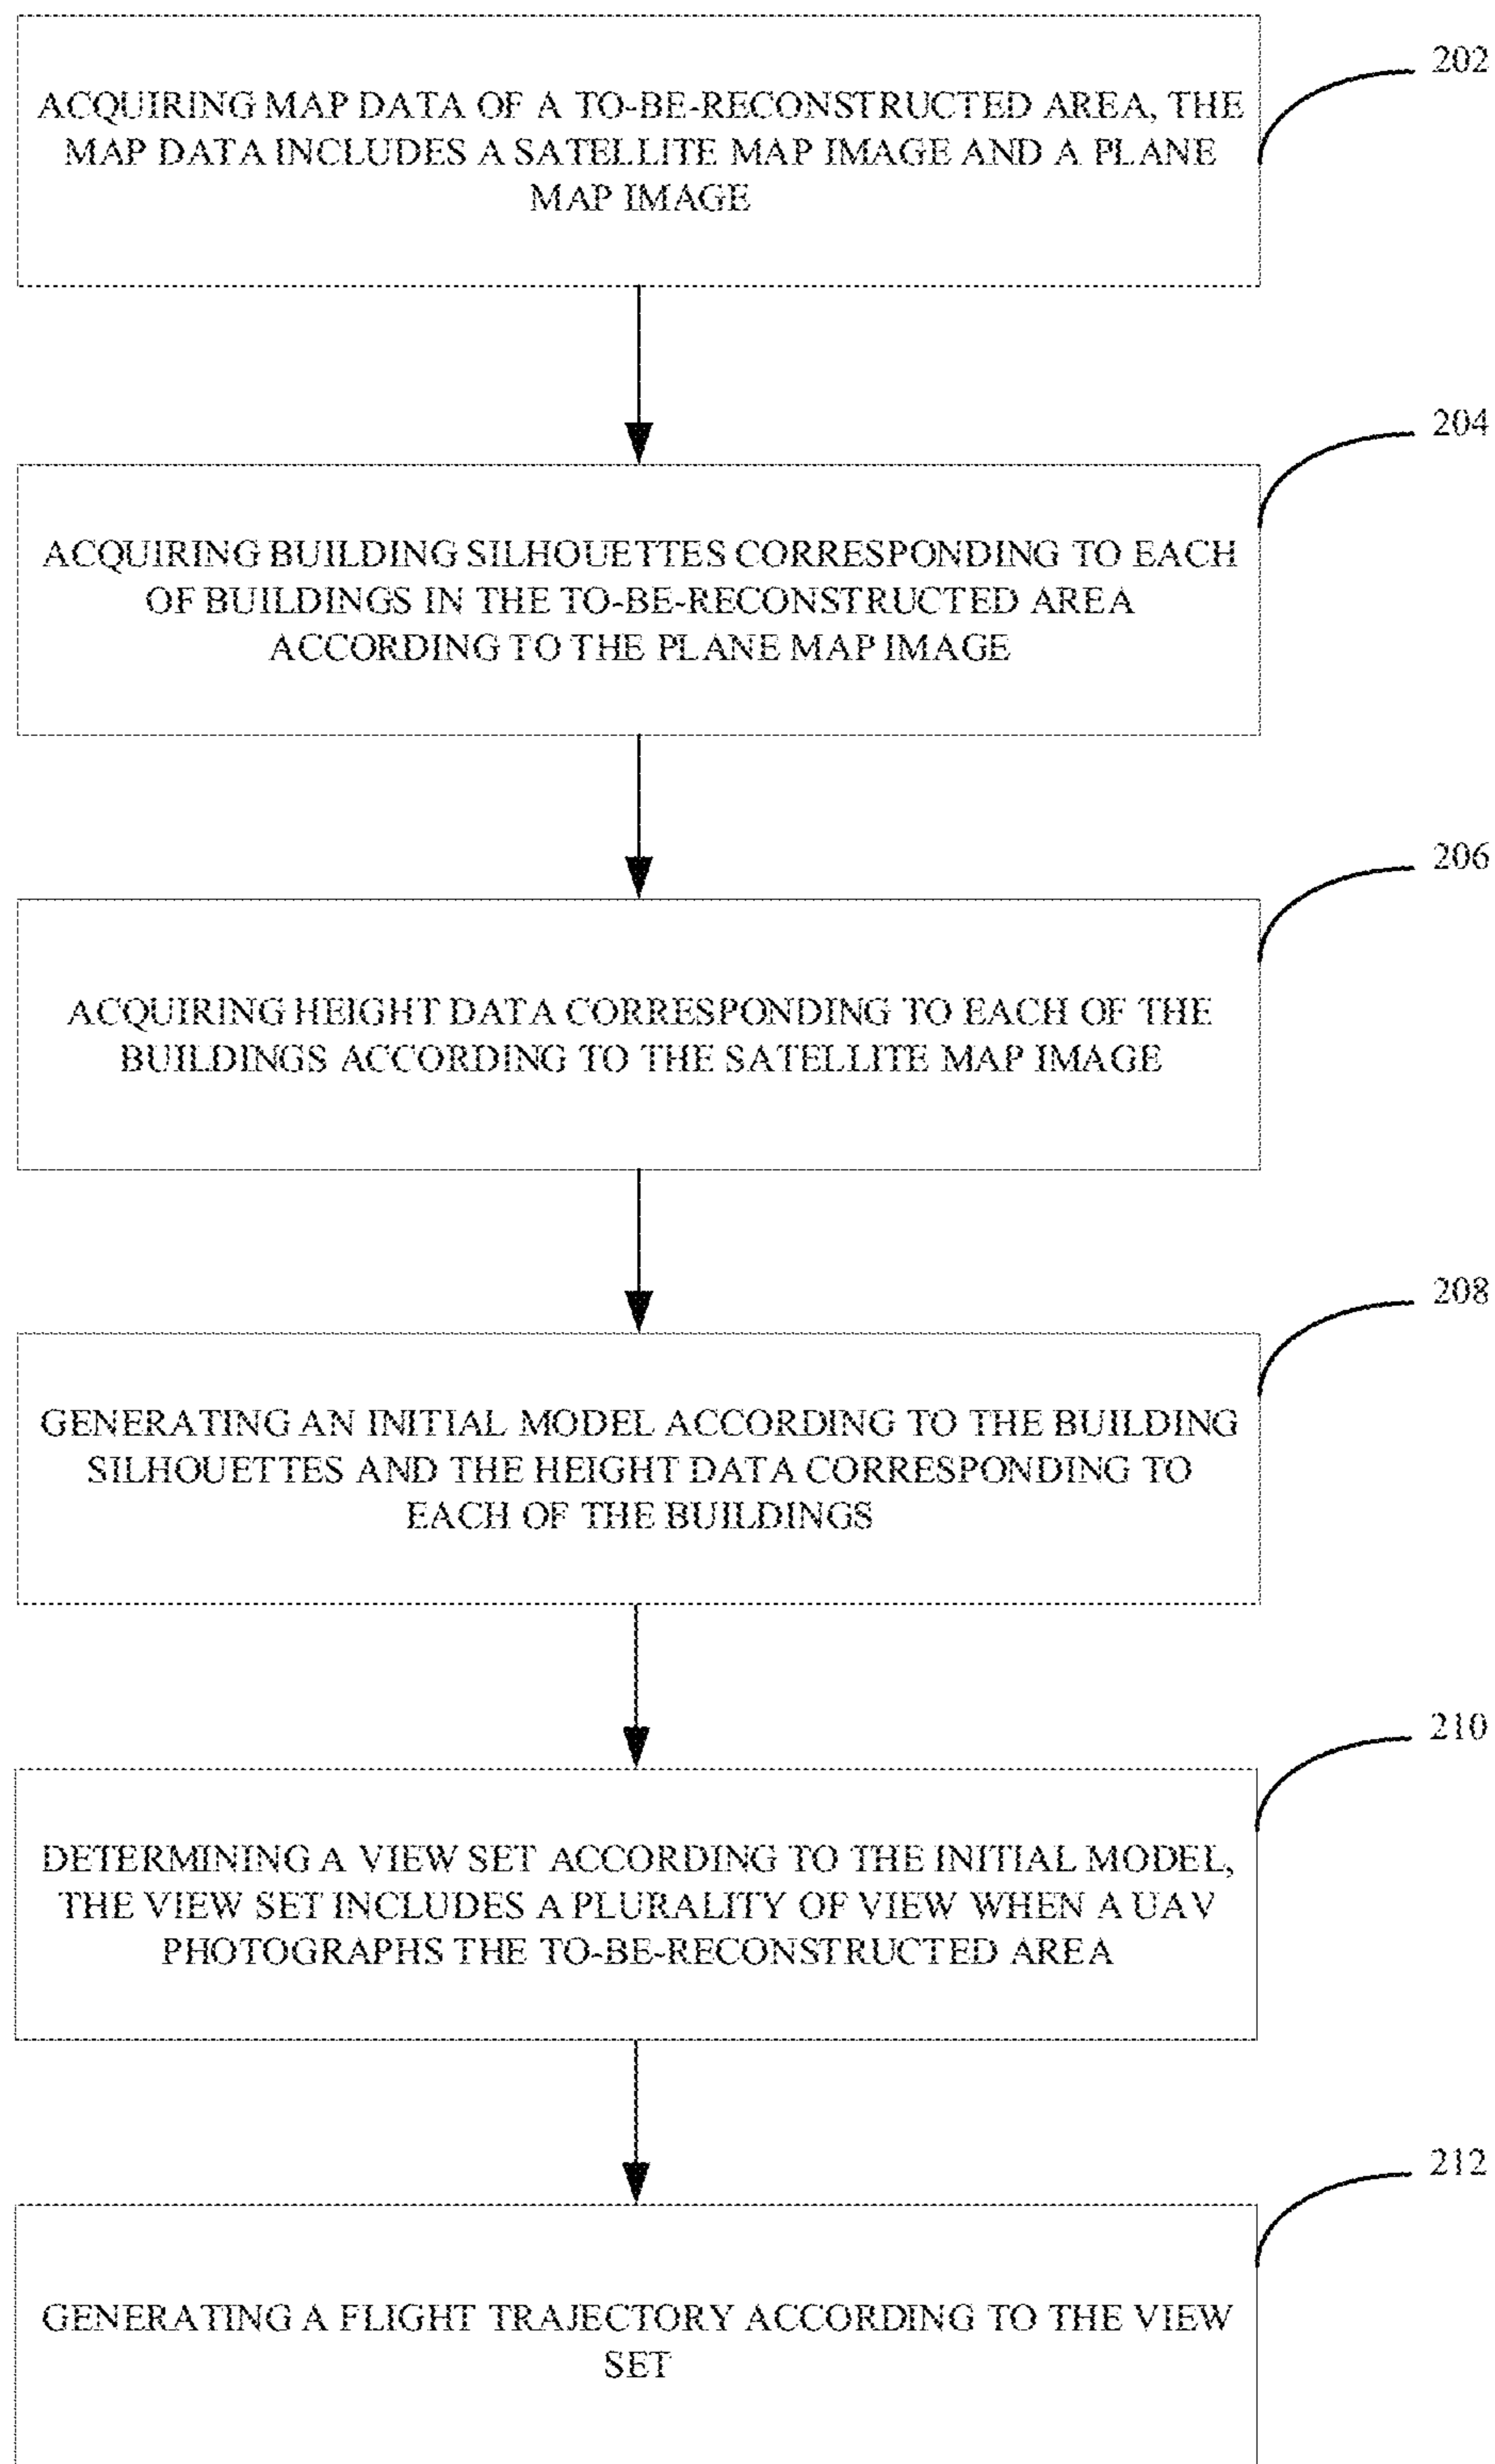 202
ACQUIRING MAP DATA OF A TO-BE-RECONSTRUCTED AREA, THE
MAP DATA INCLUDES A SATELLITE MAP IMAGE AND A PLANE
MAP IMAGE
204
ACQUIRING BUILDING SILHOUETTES CORRESPONDING TO EACH
OF BUILDINGS IN THE TO-BE-RECONSTRUCTED AREA
ACCORDING TO THE PLANE MAP IMAGE
206
ACQUIRING HEIGHT DATA CORRESPONDING TO EACH OF THE
BUILDINGS ACCORDING TO THE SATELLITE MAP IMAGE
208
GENERATING AN INITIAL MODEL ACCORDING TO THE BUILDING
SILHOUETTES AND THE HEIGHT DATA CORRESPONDING TO
EACH OF THE BUILDINGS
210
DETERMINING A VIEW SET ACCORDING TO THE INITIAL MODEL,
THE VIEW SET INCLUDES A PLURALITY OF VIEW WHEN A UAV
PHOTOGRAPHS THE TO-BE-RECONSTRUCTED AREA
212
GENERATING A FLIGHT TRAJECTORY ACCORDING TO THE VIEW
SET